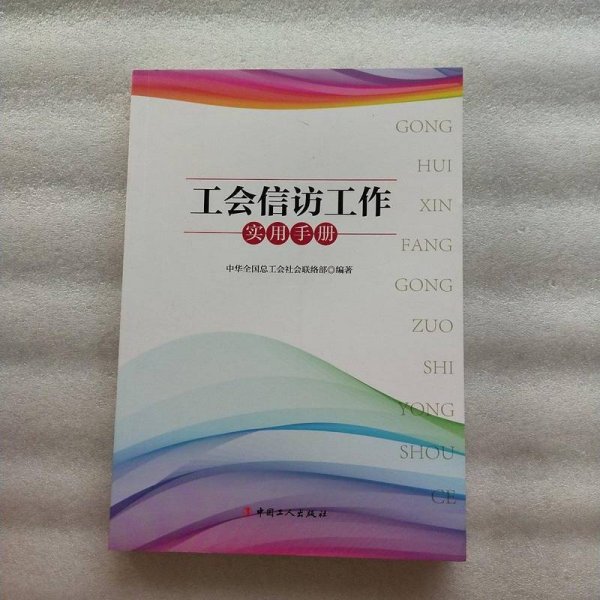 GONG
HUI
XIN
FANG
GONG
ZUO
SHI
YONG
SHOU
CE
工会信访工作
实用手册
中华全国总工会社会联络部◎编著
中国工人出版社